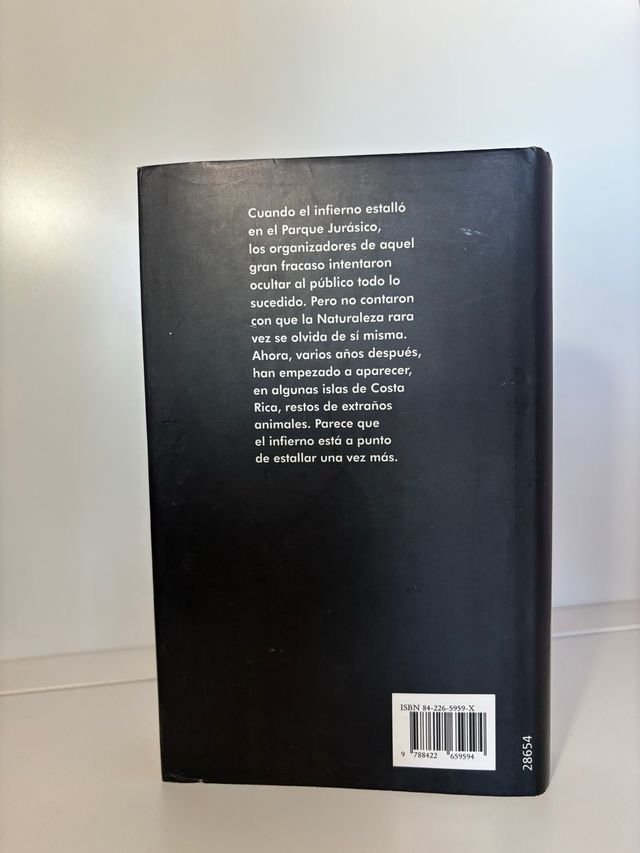 Cuando el infierno estalló
en el Parque Jurásico,
los organizadores de aquel
gran fracaso intentaron
ocultar al público todo lo
sucedido. Pero no contaron
con que la Naturaleza rara
vez se olvida de sí misma.
Ahora, varios años después,
han empezado a aparecer,
en algunas islas de Costa
Rica, restos de extraños
animales. Parece que
el infierno está a punto
de estallar una vez más.
ISBN 84-226-5959-X
9 788422 659594
28654